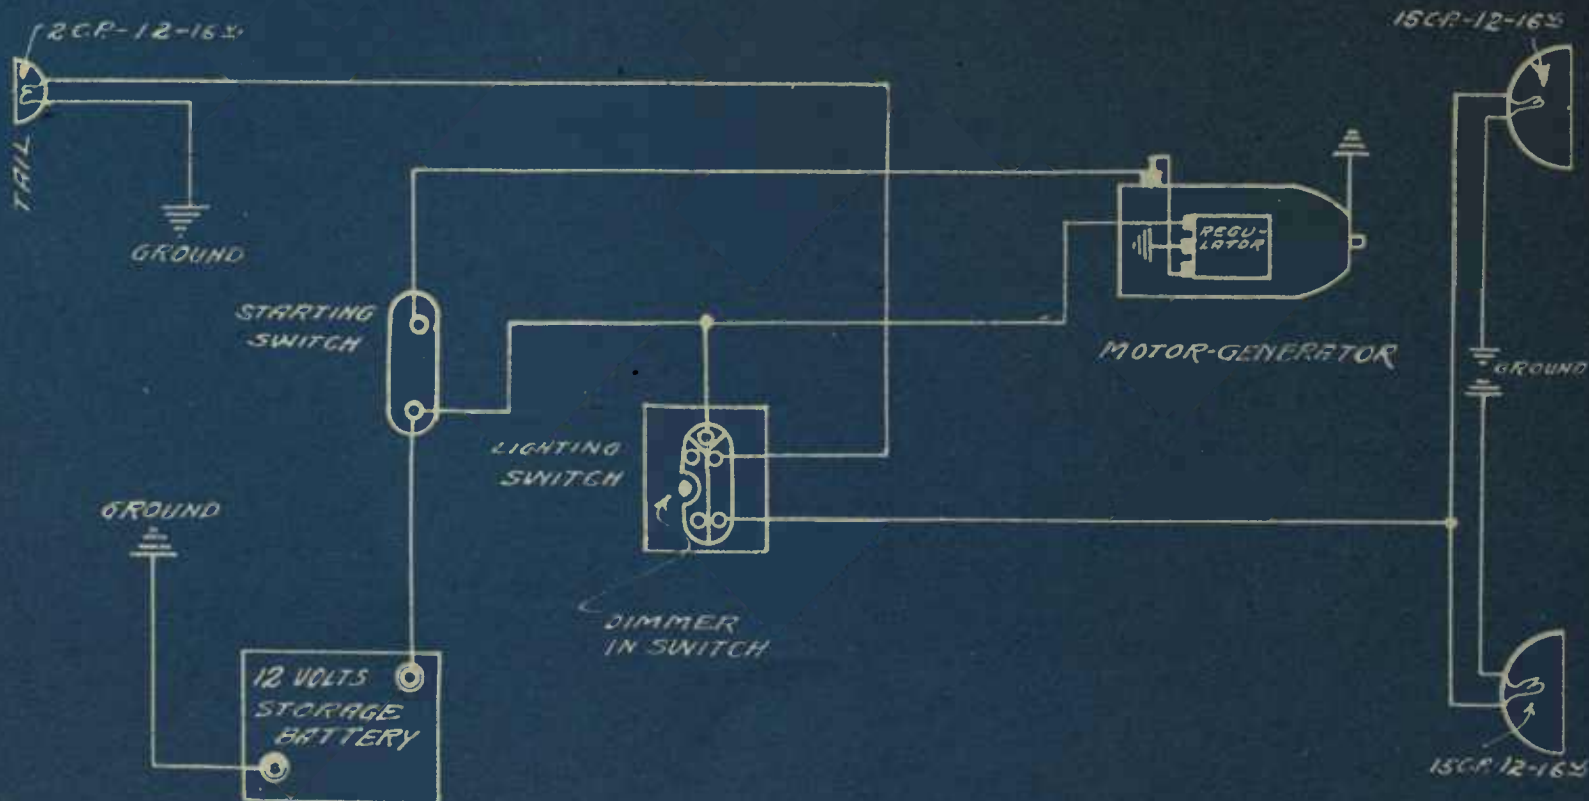 2 C.P.-12-16 V.
15 C.P.-12-16 V.
TAIL
GROUND
STARTING
SWITCH
REGU-
LATOR
MOTOR-GENERATOR
GROUND
LIGHTING
SWITCH
GROUND
DIMMER
IN SWITCH
12 VOLTS
STORAGE
BATTERY
15 C.P. 12-16 V.